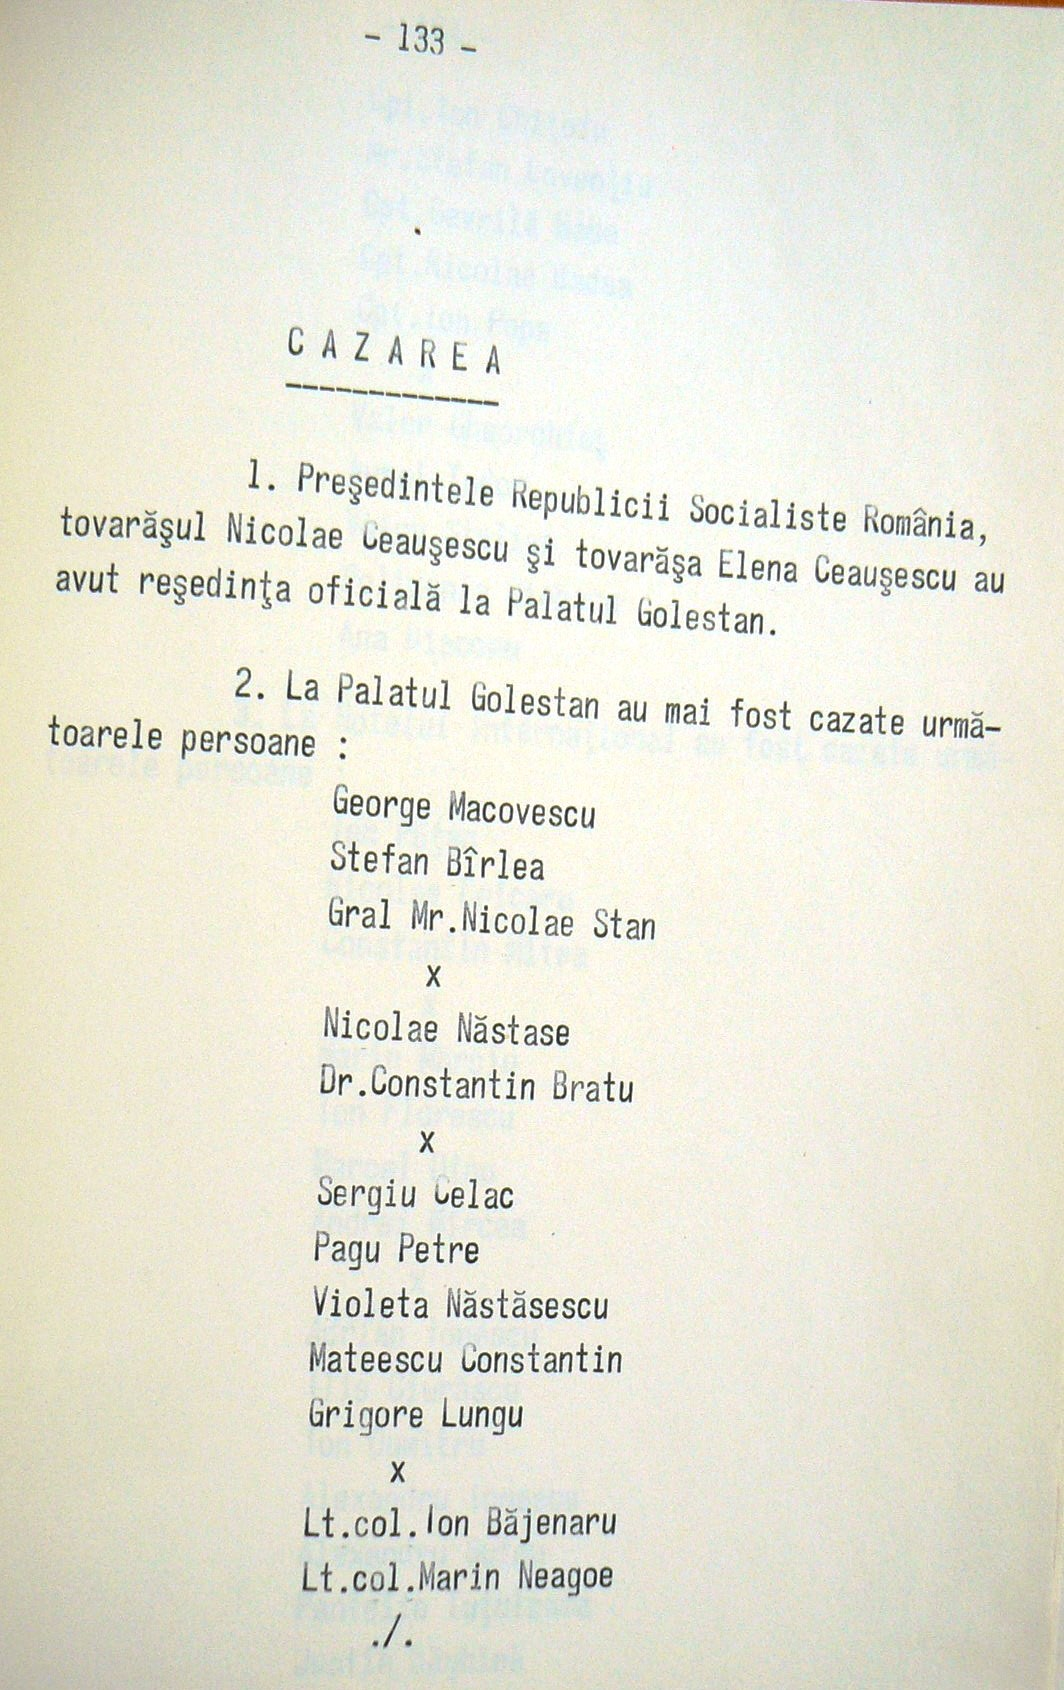 - 133 -
CAZAREA
1. Preşedintele Republicii Socialiste România,
tovarăşul Nicolae Ceauşescu şi tovarăşa Elena Ceauşescu au
avut reşedinţa oficială la Palatul Golestan.
2. La Palatul Golestan au mai fost cazate urmă-
toarele persoane :
George Macovescu
Stefan Bîrlea
Gral Mr.Nicolae Stan
x
Nicolae Năstase
Dr.Constantin Bratu
x
Sergiu Celac
Pagu Petre
Violeta Năstăsescu
Mateescu Constantin
Grigore Lungu
x
Lt.col.Ion Băjenaru
Lt.col.Marin Neagoe
./.